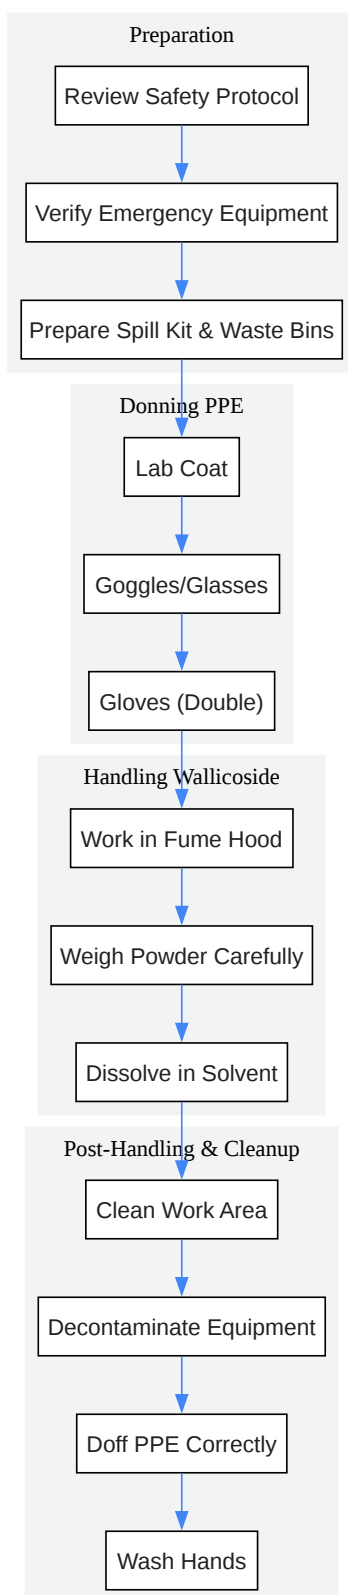 Preparation
Review Safety Protocol
Verify Emergency Equipment
Prepare Spill Kit & Waste Bins
Donning PPE
Lab Coat
Goggles/Glasses
Gloves (Double)
Handling Wallicoside
Work in Fume Hood
Weigh Powder Carefully
Dissolve in Solvent
Post-Handling & Cleanup
Clean Work Area
Decontaminate Equipment
Doff PPE Correctly
Wash Hands